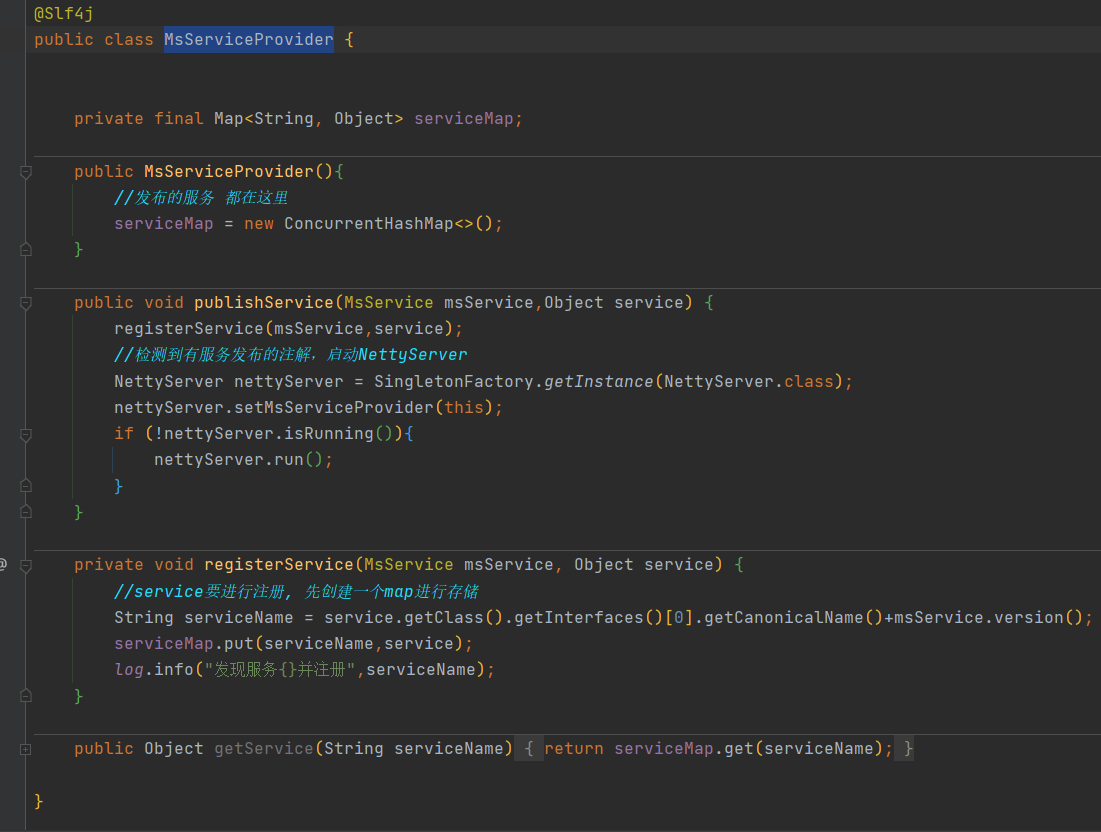 @Slf4j
public class MsServiceProvider {
private final Map<String, Object> serviceMap;
public MsServiceProvider(){
//发布的服务 都在这里
serviceMap = new ConcurrentHashMap<>();
}
public void publishService(MsService msService,Object service) {
registerService(msService,service);
//检测到有服务发布的注解，启动NettyServer
NettyServer nettyServer = SingletonFactory.getInstance(NettyServer.class);
nettyServer.setMsServiceProvider(this);
if (!nettyServer.isRunning()){
nettyServer.run();
}
}
@ private void registerService(MsService msService, Object service) {
//service要进行注册, 先创建一个map进行存储
String serviceName = service.getClass().getInterfaces()[0].getCanonicalName()+msService.version();
serviceMap.put(serviceName,service);
log.info("发现服务{}并注册",serviceName);
}
public Object getService(String serviceName) { return serviceMap.get(serviceName); }
}